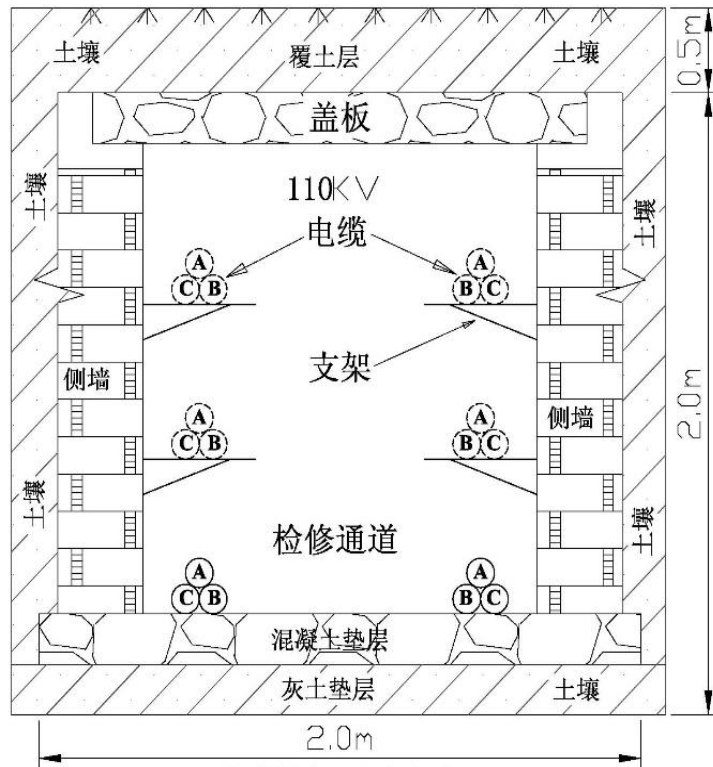 土壤 覆土层 土壤
0.5m
盖板
土壤 土壤
110KV
电缆
A A
C B B C
支架
侧墙 侧墙
2.0m
A A
C B B C
土壤 土壤
检修通道
A A
C B B C
混凝土垫层
灰土垫层 土壤
2.0m